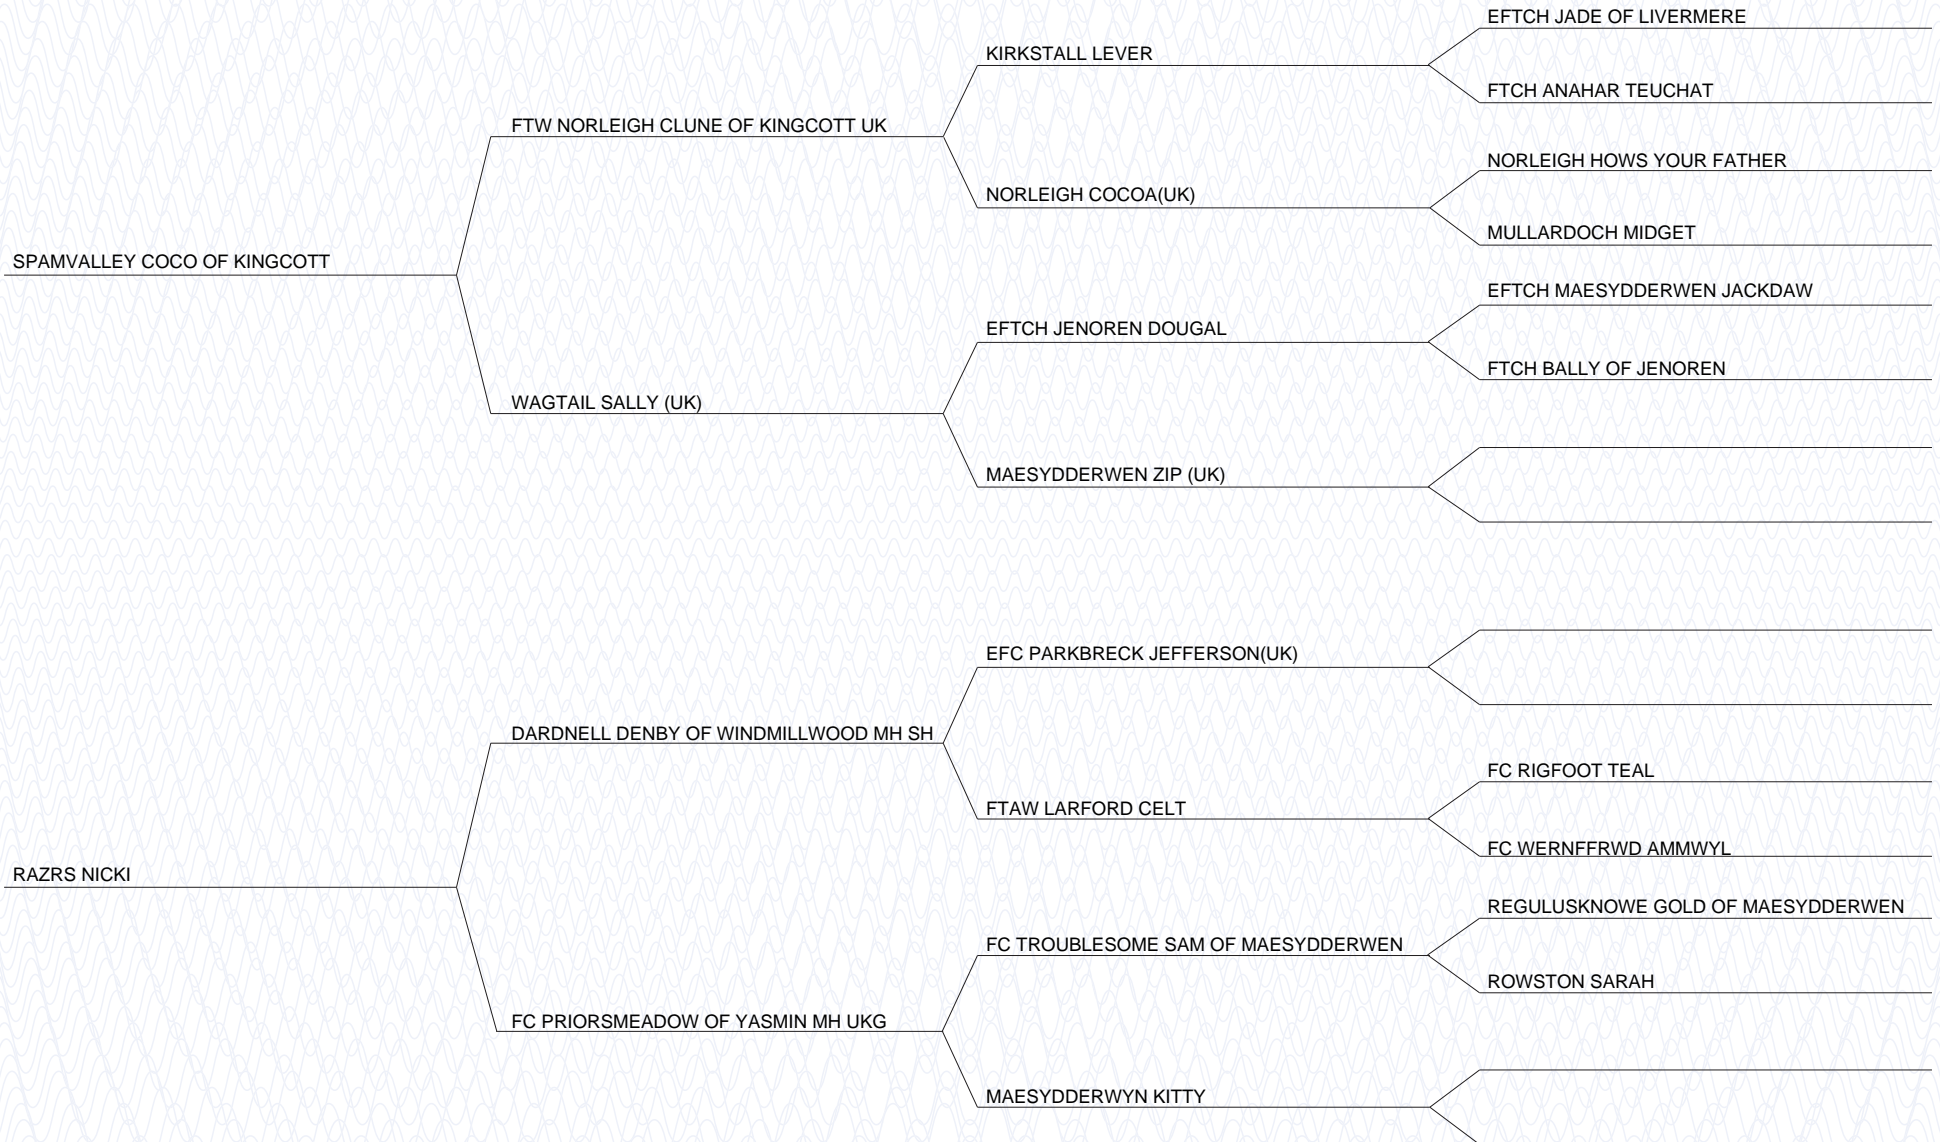 EFTCH JADE OF LIVERMERE
KIRKSTALL LEVER
FTCH ANAHAR TEUCHAT
FTW NORLEIGH CLUNE OF KINGCOTT UK
NORLEIGH HOWS YOUR FATHER
NORLEIGH COCOA(UK)
MULLARDOCH MIDGET
SPAMVALLEY COCO OF KINGCOTT
EFTCH MAESYDDERWEN JACKDAW
EFTCH JENOREN DOUGAL
FTCH BALLY OF JENOREN
WAGTAIL SALLY (UK)
MAESYDDERWEN ZIP (UK)
EFC PARKBRECK JEFFERSON(UK)
DARDNELL DENBY OF WINDMILLWOOD MH SH
FC RIGFOOT TEAL
FTAW LARFORD CELT
FC WERNFFRWD AMMWYL
RAZRS NICKI
REGULUSKNOWE GOLD OF MAESYDDERWEN
FC TROUBLESOME SAM OF MAESYDDERWEN
ROWSTON SARAH
FC PRIORSMEADOW OF YASMIN MH UKG
MAESYDDERWYN KITTY